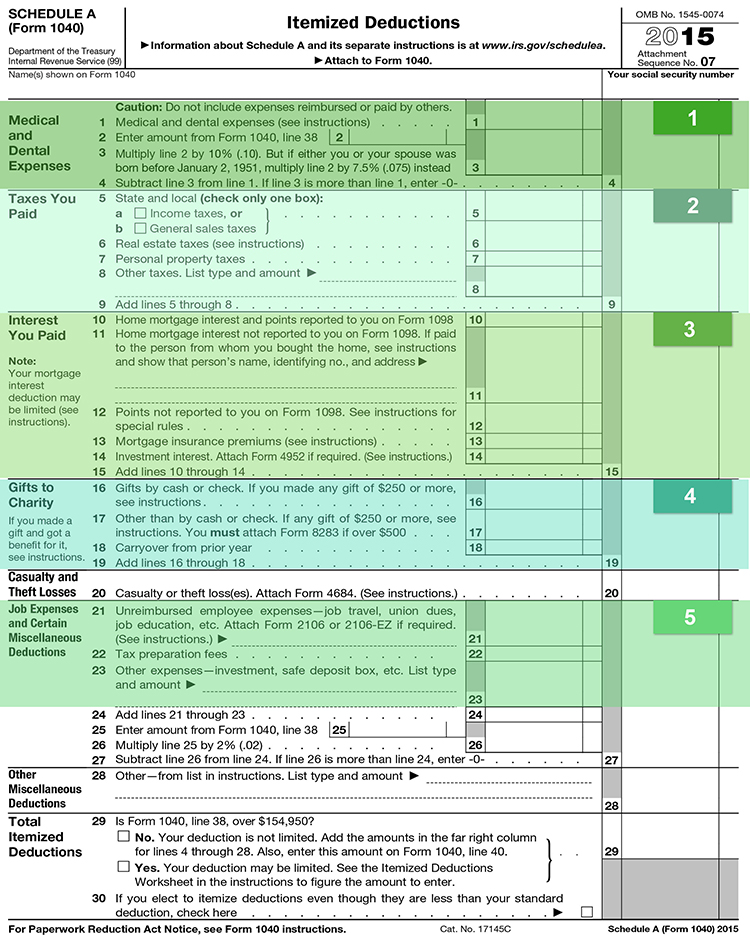 SCHEDULE A
(Form 1040)
Department of the Treasury
Internal Revenue Service (99)
Itemized Deductions
▶Information about Schedule A and its separate instructions is at www.irs.gov/schedulea.
▶Attach to Form 1040.
OMB No. 1545-0074
2015
Attachment
Sequence No. 07
Name(s) shown on Form 1040
Your social security number
Medical
and
Dental
Expenses
Caution: Do not include expenses reimbursed or paid by others.
1 Medical and dental expenses (see instructions) . . . . . 1
2 Enter amount from Form 1040, line 38 2
3 Multiply line 2 by 10% (.10). But if either you or your spouse was
born before January 2, 1951, multiply line 2 by 7.5% (.075) instead 3
4 Subtract line 3 from line 1. If line 3 is more than line 1, enter -0- . . . . . . . . 4
1
Taxes You
Paid
5 State and local (check only one box):
a Income taxes, or
b General sales taxes } . . . . . . . . . . . 5
6 Real estate taxes (see instructions) . . . . . . . . . 6
7 Personal property taxes . . . . . . . . . . . . . 7
8 Other taxes. List type and amount ▶
8
9 Add lines 5 through 8 . . . . . . . . . . . . . . . . . . . . . . 9
2
Interest
You Paid
Note:
Your mortgage
interest
deduction may
be limited (see
instructions).
10 Home mortgage interest and points reported to you on Form 1098 10
11 Home mortgage interest not reported to you on Form 1098. If paid
to the person from whom you bought the home, see instructions
and show that person's name, identifying no., and address ▶
11
12 Points not reported to you on Form 1098. See instructions for
special rules . . . . . . . . . . . . . . . . . 12
13 Mortgage insurance premiums (see instructions) . . . . . 13
14 Investment interest. Attach Form 4952 if required. (See instructions.) 14
15 Add lines 10 through 14 . . . . . . . . . . . . . . . . . . . . . 15
3
Gifts to
Charity
If you made a
gift and got a
benefit for it,
see instructions.
16 Gifts by cash or check. If you made any gift of $250 or more,
see instructions . . . . . . . . . . . . . . . . 16
17 Other than by cash or check. If any gift of $250 or more, see
instructions. You must attach Form 8283 if over $500 . . . 17
18 Carryover from prior year . . . . . . . . . . . . 18
19 Add lines 16 through 18 . . . . . . . . . . . . . . . . . . . . . 19
4
Casualty and
Theft Losses
20 Casualty or theft loss(es). Attach Form 4684. (See instructions.) . . . . . . . . 20
Job Expenses
and Certain
Miscellaneous
Deductions
21 Unreimbursed employee expenses—job travel, union dues,
job education, etc. Attach Form 2106 or 2106-EZ if required.
(See instructions.) ▶ 21
22 Tax preparation fees . . . . . . . . . . . . . 22
23 Other expenses—investment, safe deposit box, etc. List type
and amount ▶
23
5
24 Add lines 21 through 23 . . . . . . . . . . . . 24
25 Enter amount from Form 1040, line 38 25
26 Multiply line 25 by 2% (.02) . . . . . . . . . . . 26
27 Subtract line 26 from line 24. If line 26 is more than line 24, enter -0- . . . . . . 27
Other
Miscellaneous
Deductions
28 Other—from list in instructions. List type and amount ▶
28
Total
Itemized
Deductions
29 Is Form 1040, line 38, over $154,950?
No. Your deduction is not limited. Add the amounts in the far right column
for lines 4 through 28. Also, enter this amount on Form 1040, line 40. } . . 29
Yes. Your deduction may be limited. See the Itemized Deductions
Worksheet in the instructions to figure the amount to enter.
30 If you elect to itemize deductions even though they are less than your standard
deduction, check here . . . . . . . . . . . . . . . . . . . ▶
For Paperwork Reduction Act Notice, see Form 1040 instructions.
Cat. No. 17145C
Schedule A (Form 1040) 2015